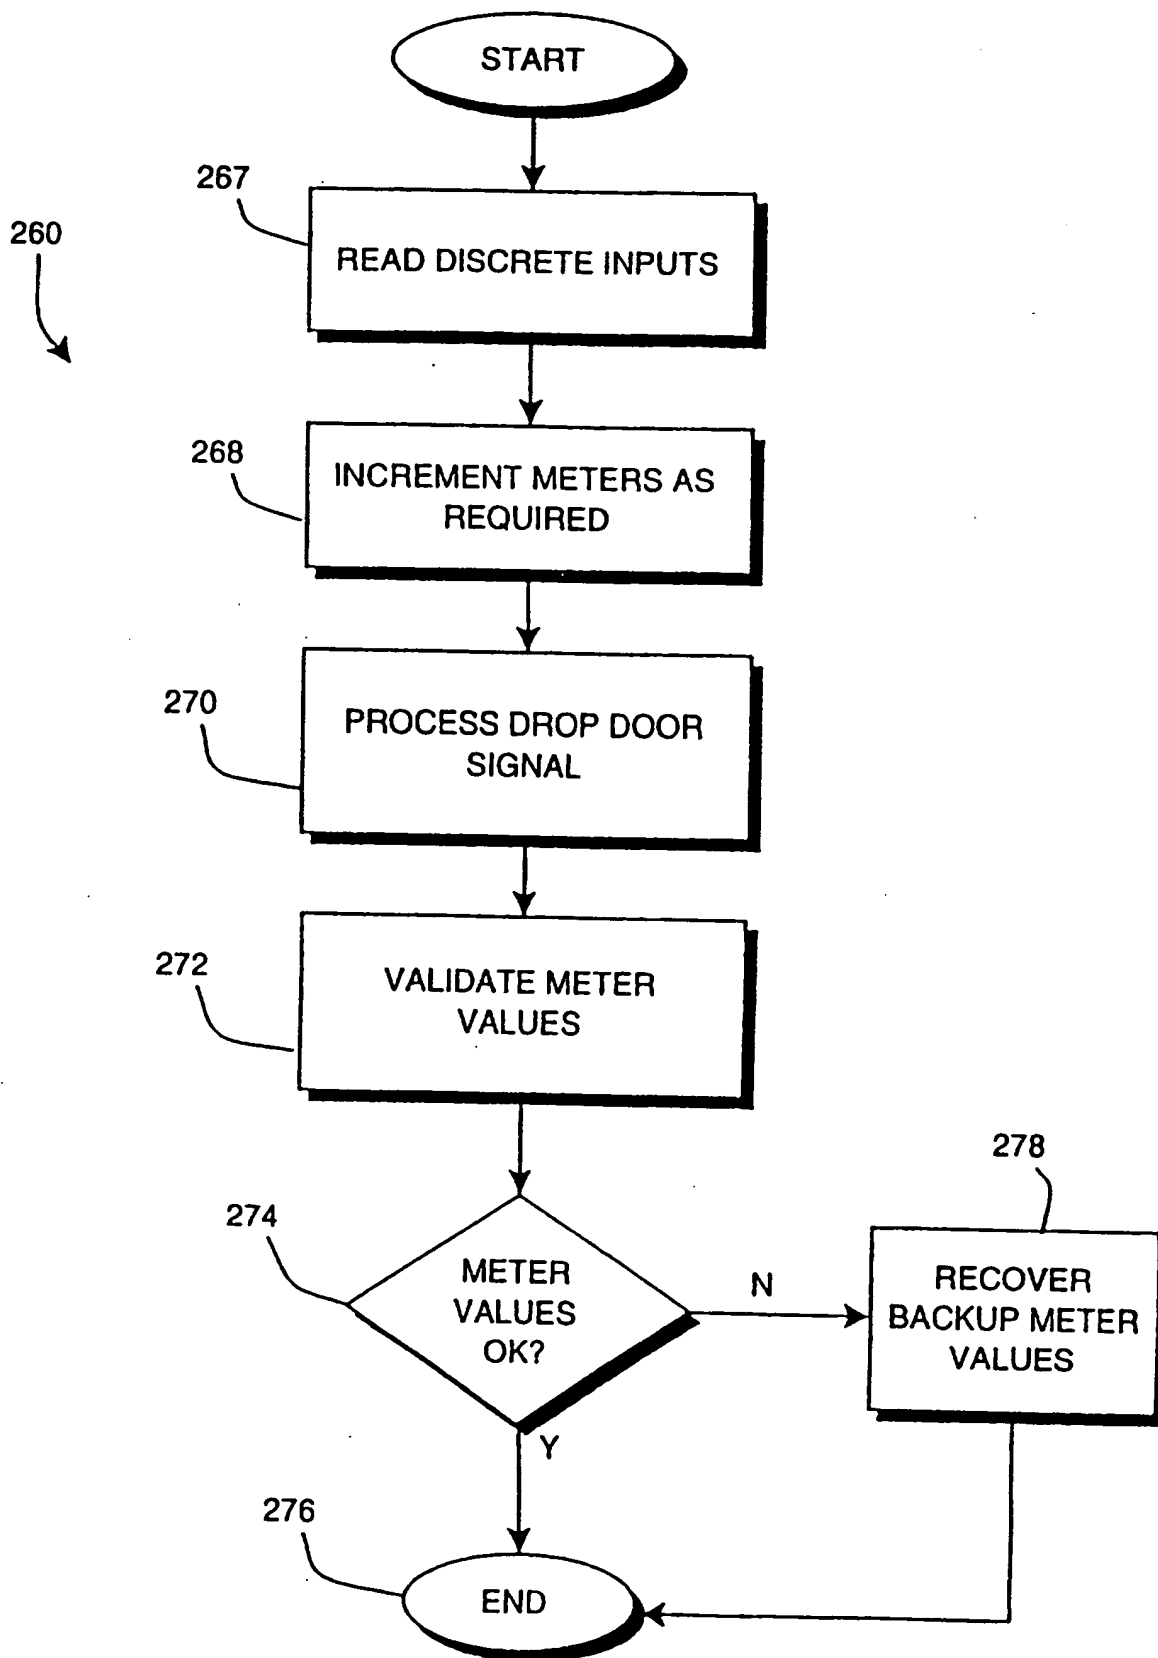 START
267
260
READ DISCRETE INPUTS
268
INCREMENT METERS AS
REQUIRED
270
PROCESS DROP DOOR
SIGNAL
272
VALIDATE METER
VALUES
278
274
METER
VALUES
OK?
N
RECOVER
BACKUP METER
VALUES
Y
276
END